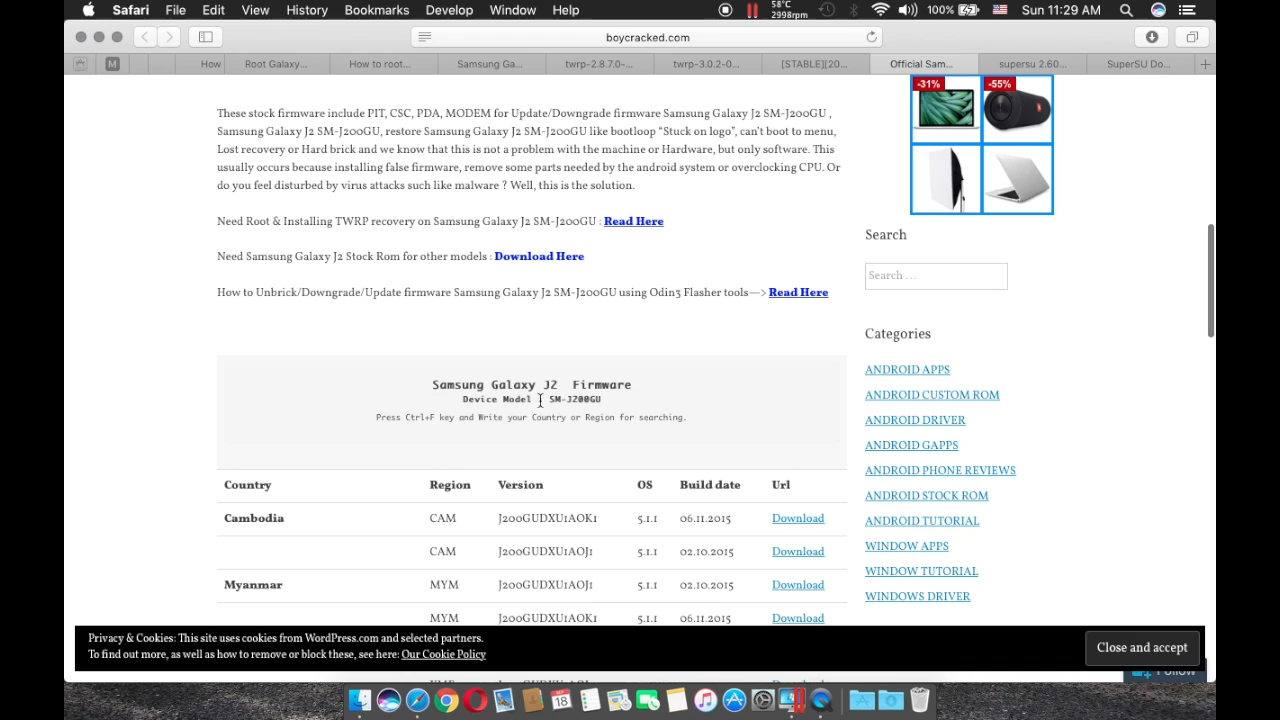 Safari File Edit View History Bookmarks Develop Window Help 58°C 2998rpm 100% Sun 11:29 AM
boycracked.com
M How Root Galaxy... How to root... Samsung Ga... twrp-2.8.7.0-... twrp-3.0.2-0... [STABLE][20... Official Sam... supersu 2.60... SuperSU Do...
-31% -55%
These stock firmware include PIT, CSC, PDA, MODEM for Update/Downgrade firmware Samsung Galaxy J2 SM-J200GU ,
Samsung Galaxy J2 SM-J200GU, restore Samsung Galaxy J2 SM-J200GU like bootloop “Stuck on logo”, can’t boot to menu,
Lost recovery or Hard brick and we know that this is not a problem with the machine or Hardware, but only software. This
usually occurs because installing false firmware, remove some parts needed by the android system or overclocking CPU. Or
do you feel disturbed by virus attacks such like malware ? Well, this is the solution.
Need Root & Installing TWRP recovery on Samsung Galaxy J2 SM-J200GU : Read Here
Need Samsung Galaxy J2 Stock Rom for other models : Download Here
How to Unbrick/Downgrade/Update firmware Samsung Galaxy J2 SM-J200GU using Odin3 Flasher tools—> Read Here
Samsung Galaxy J2 Firmware
Device Model SM-J200GU
Press Ctrl+F key and Write your Country or Region for searching.
Country Region Version OS Build date Url
Cambodia CAM J200GUDXU1AOK1 5.1.1 06.11.2015 Download
CAM J200GUDXU1AOJ1 5.1.1 02.10.2015 Download
Myanmar MYM J200GUDXU1AOJ1 5.1.1 02.10.2015 Download
MYM J200GUDXU1AOK1 5.1.1 06.11.2015 Download
Search
Search ...
Categories
ANDROID APPS
ANDROID CUSTOM ROM
ANDROID DRIVER
ANDROID GAPPS
ANDROID PHONE REVIEWS
ANDROID STOCK ROM
ANDROID TUTORIAL
WINDOW APPS
WINDOW TUTORIAL
WINDOWS DRIVER
Privacy & Cookies: This site uses cookies from WordPress.com and selected partners.
To find out more, as well as how to remove or block these, see here: Our Cookie Policy
Close and accept
Follow
18